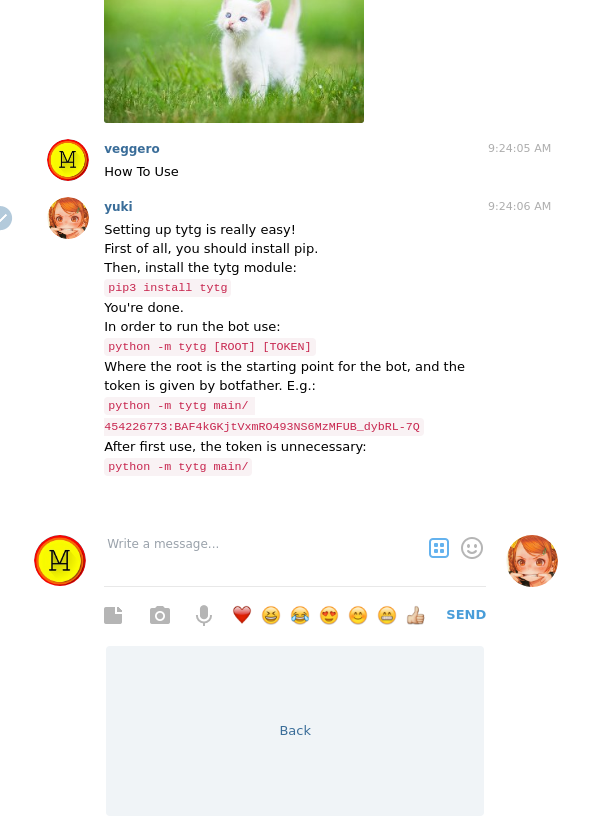 veggero
9:24:05 AM
How To Use
yuki
9:24:06 AM
Setting up tytg is really easy!
First of all, you should install pip.
Then, install the tytg module:
pip3 install tytg
You're done.
In order to run the bot use:
python -m tytg [ROOT] [TOKEN]
Where the root is the starting point for the bot, and the
token is given by botfather. E.g.:
python -m tytg main/
454226773:BAF4kGKjtVxmRO493NS6MzMFUB_dybRL-7Q
After first use, the token is unnecessary:
python -m tytg main/
Write a message...
SEND
Back